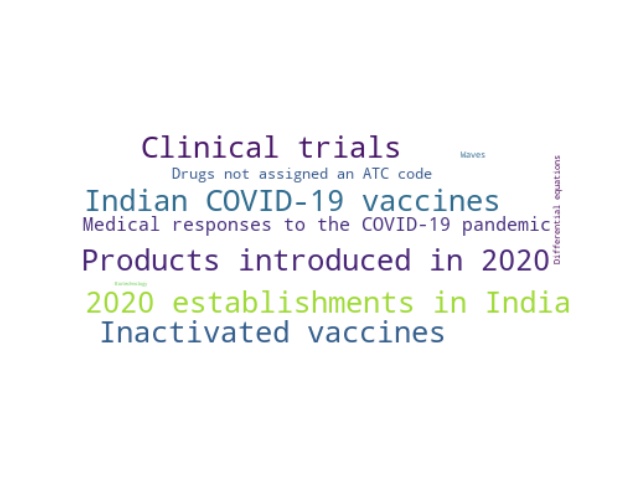 Clinical trials
Waves
Drugs not assigned an ATC code
Differential equations
Indian COVID-19 vaccines
Medical responses to the COVID-19 pandemic
Products introduced in 2020
Biotechnology
2020 establishments in India
Inactivated vaccines